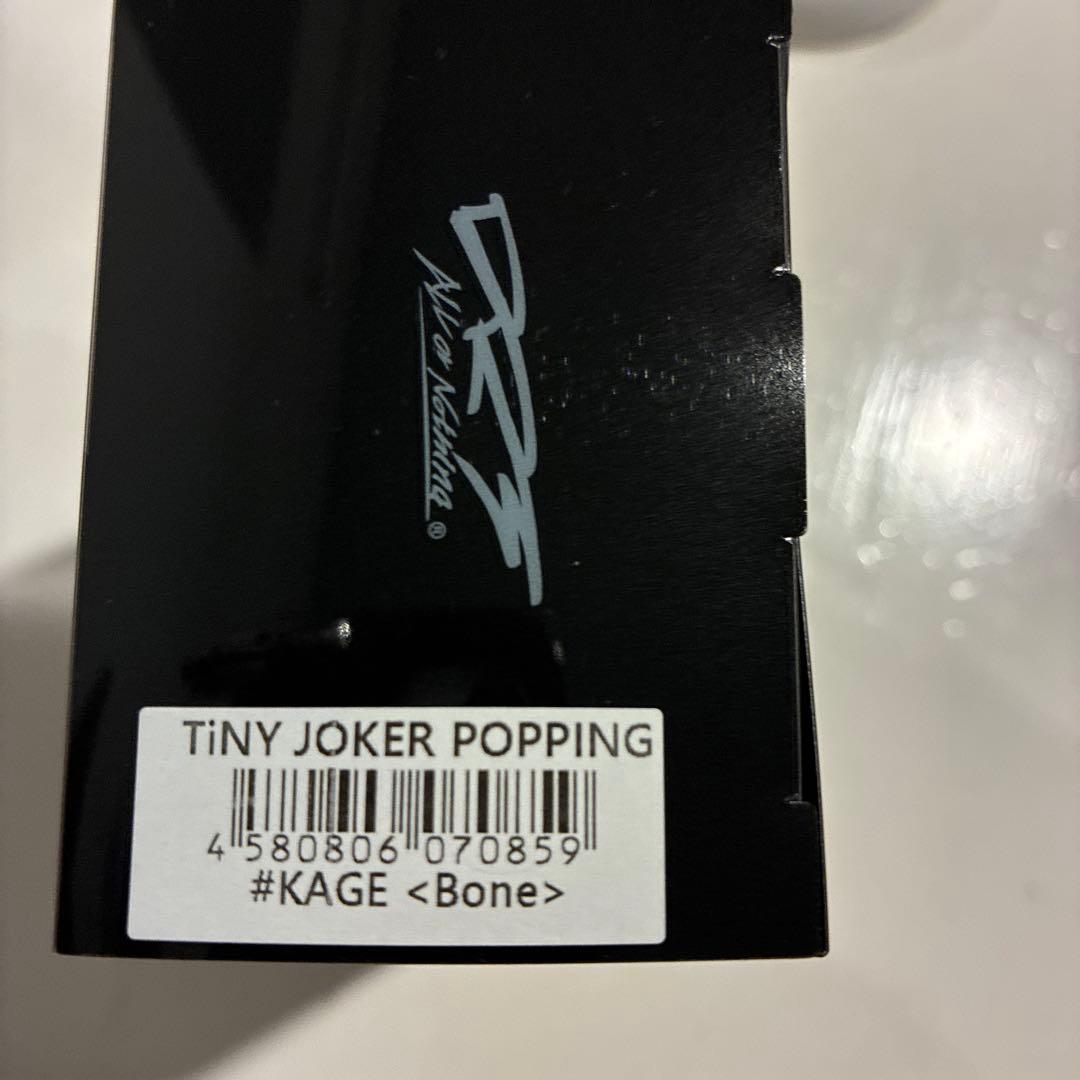 DRT
ALL or NOTHING®
TiNY JOKER POPPING
4 580806 070859
#KAGE <Bone>